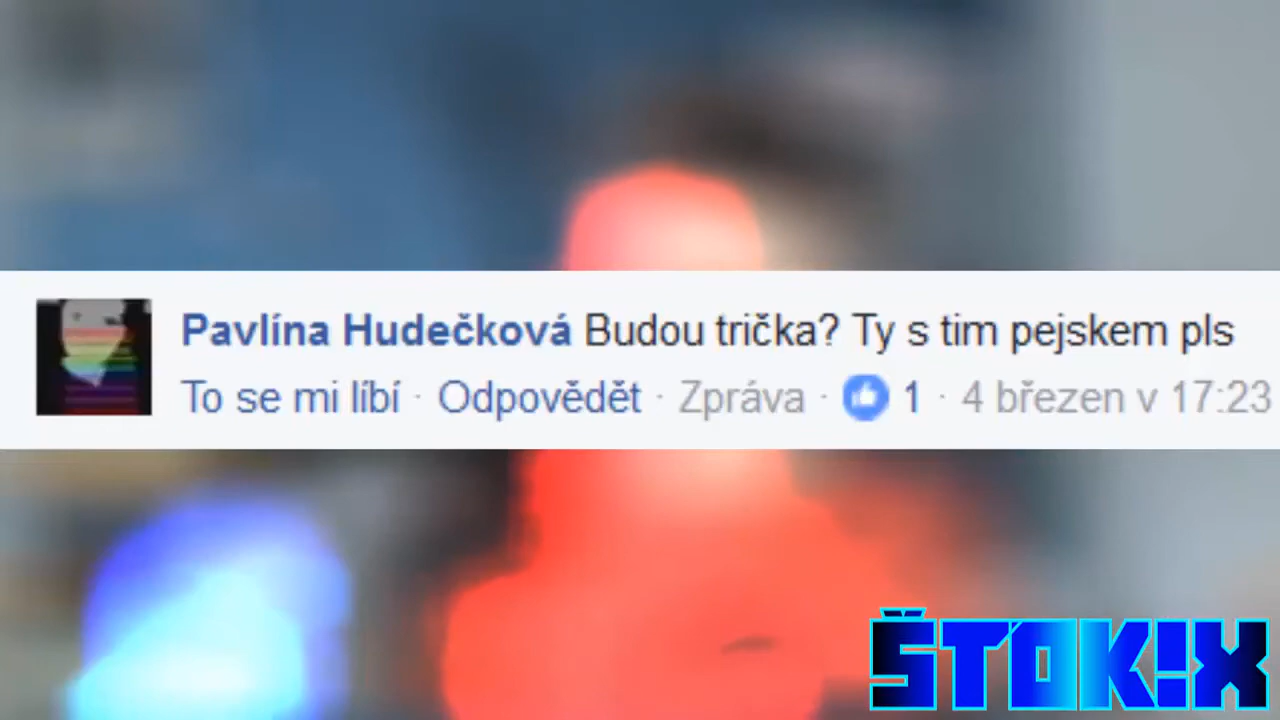 Pavlína Hudečková Budou trička? Ty s tim pejskem pls
To se mi líbí · Odpovědět · Zpráva · 1 · 4 březen v 17:23
ŠTOK!X